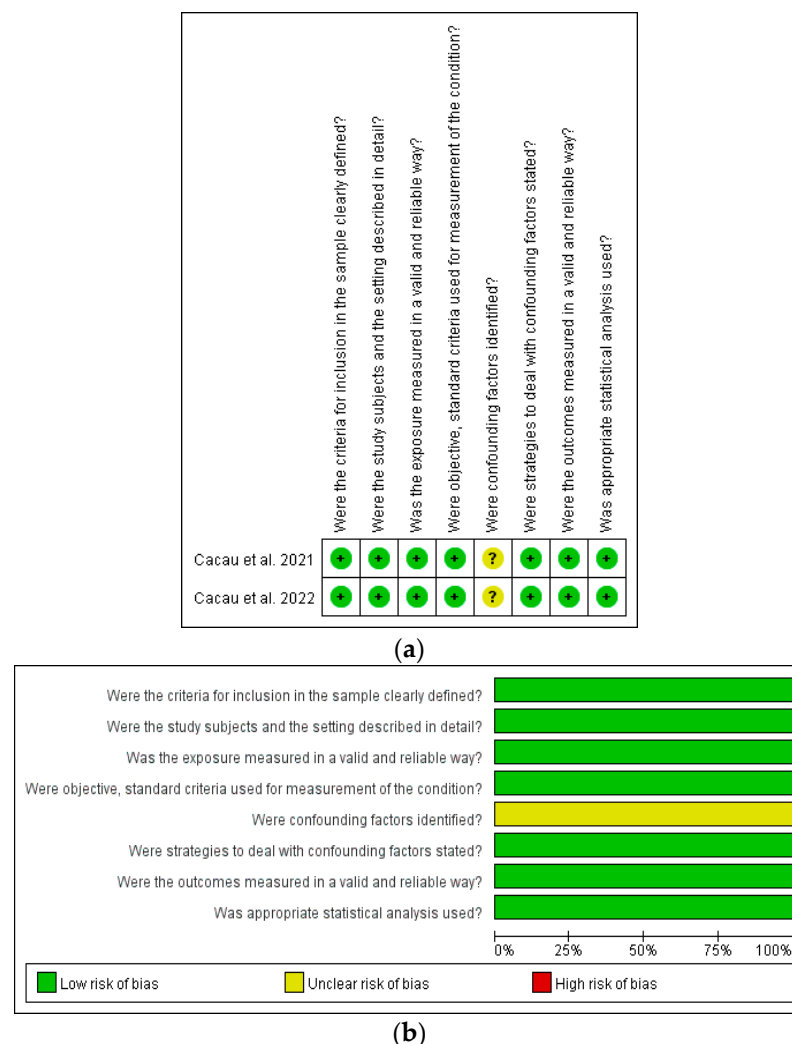 Were the criteria for inclusion in the sample clearly defined?
Were the study subjects and the setting described in detail?
Was the exposure measured in a valid and reliable way?
Were objective, standard criteria used for measurement of the condition?
Were confounding factors identified?
Were strategies to deal with confounding factors stated?
Were the outcomes measured in a valid and reliable way?
Was appropriate statistical analysis used?
Cacau et al. 2021 + + + + ? + + +
Cacau et al. 2022 + + + + ? + + +
(a)
Were the criteria for inclusion in the sample clearly defined?
Were the study subjects and the setting described in detail?
Was the exposure measured in a valid and reliable way?
Were objective, standard criteria used for measurement of the condition?
Were confounding factors identified?
Were strategies to deal with confounding factors stated?
Were the outcomes measured in a valid and reliable way?
Was appropriate statistical analysis used?
0% 25% 50% 75% 100%
Low risk of bias Unclear risk of bias High risk of bias
(b)